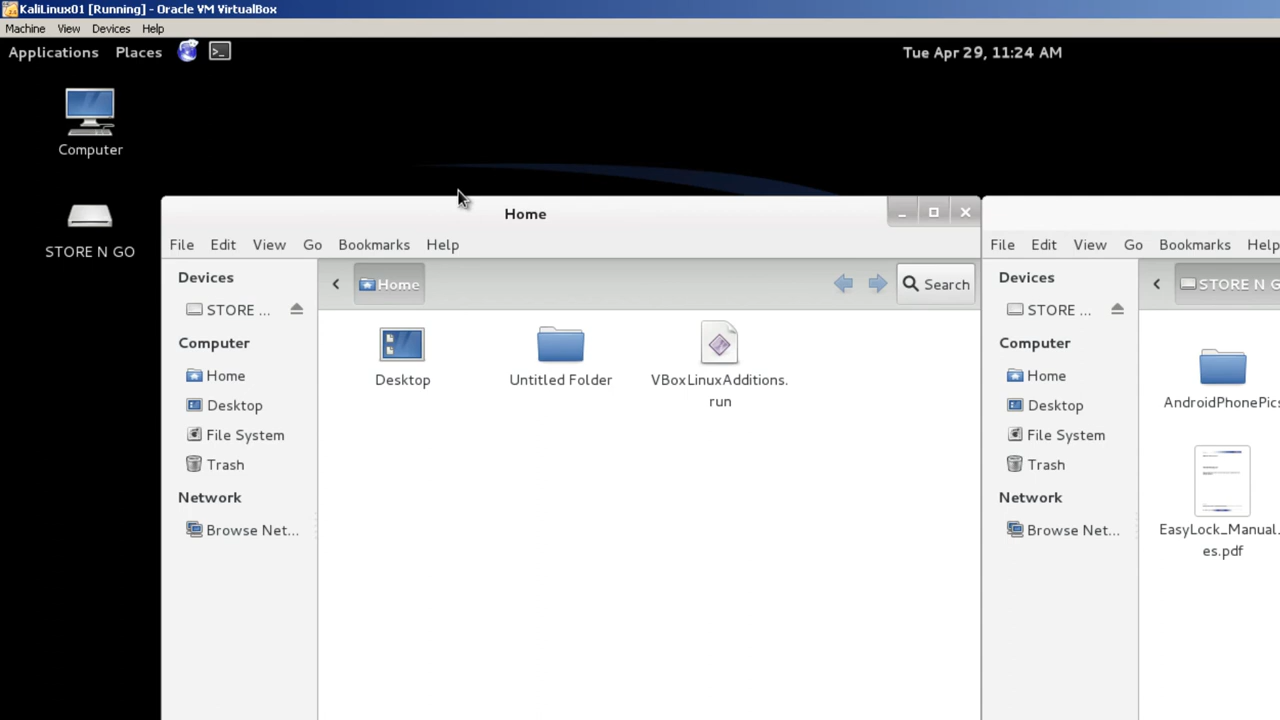 KaliLinux01 [Running] - Oracle VM VirtualBox
Machine View Devices Help
Applications Places Tue Apr 29, 11:24 AM
Computer
STORE N GO
Home
File Edit View Go Bookmarks Help
Devices
STORE ...
Computer
Home
Desktop
File System
Trash
Network
Browse Net...
Home Search
Desktop
Untitled Folder
VBoxLinuxAdditions.
run
File Edit View Go Bookmarks Help
Devices
STORE ...
Computer
Home
Desktop
File System
Trash
Network
Browse Net...
STORE N G
AndroidPhonePics
EasyLock_Manual.
es.pdf